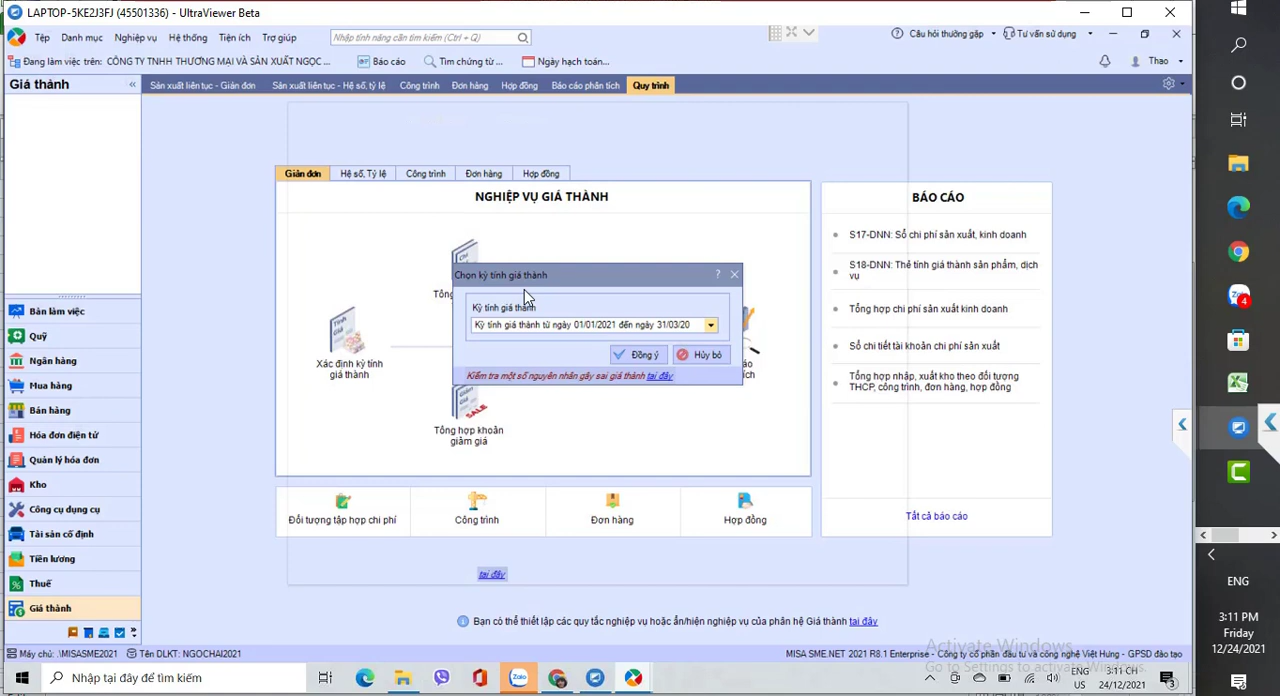 LAPTOP-5KE2J3FJ (45501336) - UltraViewer Beta
Tệp Danh mục Nghiệp vụ Hệ thống Tiện ích Trợ giúp
Nhập tính năng cần tìm kiếm (Ctrl + Q)
Câu hỏi thường gặp
Tư vấn sử dụng
Đang làm việc trên: CÔNG TY TNHH THƯƠNG MẠI VÀ SẢN XUẤT NGỌC ...
Báo cáo
Tìm chứng từ...
Ngày hạch toán...
Thao
Giá thành
Sản xuất liên tục - Giản đơn
Sản xuất liên tục - Hệ số, tỷ lệ
Công trình
Đơn hàng
Hợp đồng
Báo cáo phân tích
Quy trình
Giản đơn
Hệ số, Tỷ lệ
Công trình
Đơn hàng
Hợp đồng
NGHIỆP VỤ GIÁ THÀNH
Xác định kỳ tính
giá thành
Chọn kỳ tính giá thành
?
Kỳ tính giá thành
Kỳ tính giá thành từ ngày 01/01/2021 đến ngày 31/03/20
Đồng ý
Hủy bỏ
Kiểm tra một số nguyên nhân gây sai giá thành tại đây
Tổng hợp khoản
giảm giá
SALE
BÁO CÁO
S17-DNN: Sổ chi phí sản xuất, kinh doanh
S18-DNN: Thẻ tính giá thành sản phẩm, dịch
vụ
Tổng hợp chi phí sản xuất kinh doanh
Sổ chi tiết tài khoản chi phí sản xuất
Tổng hợp nhập, xuất kho theo đối tượng
THCP, công trình, đơn hàng, hợp đồng
Tất cả báo cáo
Đối tượng tập hợp chi phí
Công trình
Đơn hàng
Hợp đồng
tại đây
Bạn có thể thiết lập các quy tắc nghiệp vụ hoặc ẩn/hiện nghiệp vụ của phân hệ Giá thành tại đây
Bàn làm việc
Quỹ
Ngân hàng
Mua hàng
Bán hàng
Hóa đơn điện tử
Quản lý hóa đơn
Kho
Công cụ dụng cụ
Tài sản cố định
Tiền lương
Thuế
Giá thành
Máy chủ: .\MISASME2021
Tên DLKT: NGOCHAI2021
MISA SME.NET 2021 R8.1 Enterprise - Công ty cổ phần đầu tư và công nghệ Việt Hưng - GPSD đào tạo
Activate Windows
Go to Settings to activate Windows.
Nhập tại đây để tìm kiếm
Zalo
ENG
US
3:11 CH
24/12/2021
3
4
ENG
3:11 PM
Friday
12/24/2021